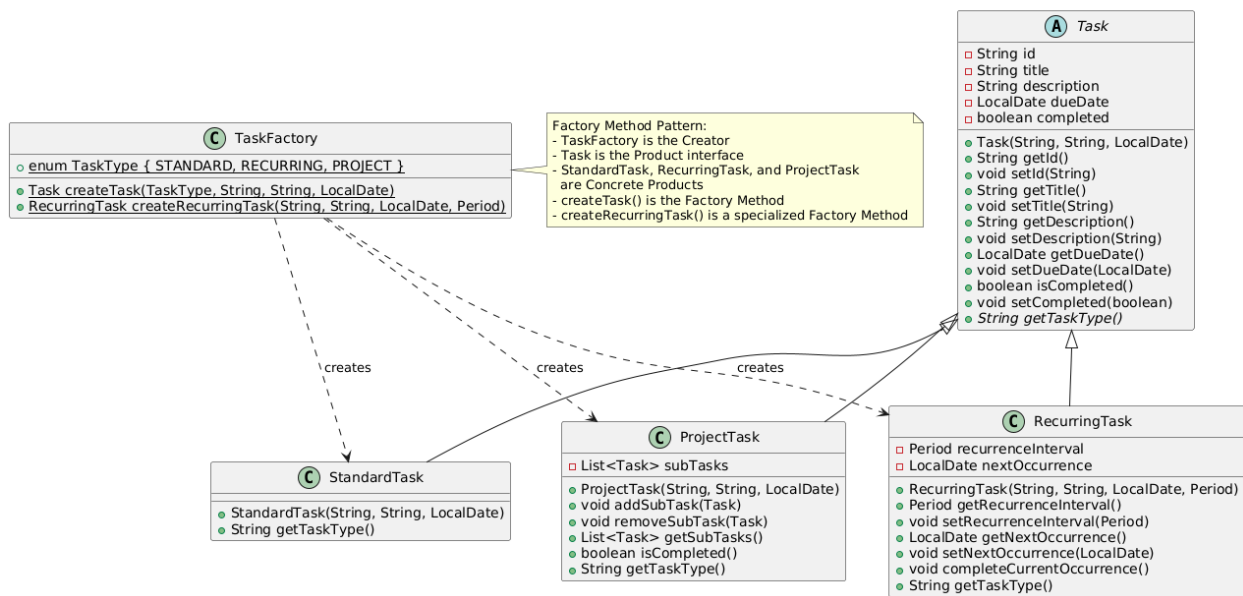 TaskFactory
enum TaskType { STANDARD, RECURRING, PROJECT }
Task createTask(TaskType, String, String, LocalDate)
RecurringTask createRecurringTask(String, String, LocalDate, Period)
Factory Method Pattern:
- TaskFactory is the Creator
- Task is the Product interface
- StandardTask, RecurringTask, and ProjectTask
are Concrete Products
- createTask() is the Factory Method
- createRecurringTask() is a specialized Factory Method
A Task
String id
String title
String description
LocalDate dueDate
boolean completed
Task(String, String, LocalDate)
String getId()
void setId(String)
String getTitle()
void setTitle(String)
String getDescription()
void setDescription(String)
LocalDate getDueDate()
void setDueDate(LocalDate)
boolean isCompleted()
void setCompleted(boolean)
String getTaskType()
creates
creates
creates
C StandardTask
StandardTask(String, String, LocalDate)
String getTaskType()
C ProjectTask
List<Task> subTasks
ProjectTask(String, String, LocalDate)
void addSubTask(Task)
void removeSubTask(Task)
List<Task> getSubTasks()
boolean isCompleted()
String getTaskType()
C RecurringTask
Period recurrenceInterval
LocalDate nextOccurrence
RecurringTask(String, String, LocalDate, Period)
Period getRecurrenceInterval()
void setRecurrenceInterval(Period)
LocalDate getNextOccurrence()
void setNextOccurrence(LocalDate)
void completeCurrentOccurrence()
String getTaskType()